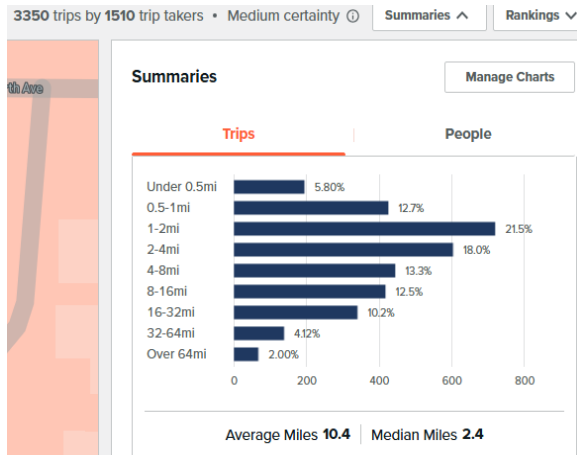 3350 trips by 1510 trip takers • Medium certainty ⓘ Summaries Rankings
th Ave
Summaries Manage Charts
Trips People
Under 0.5mi 5.80%
0.5-1mi 12.7%
1-2mi 21.5%
2-4mi 18.0%
4-8mi 13.3%
8-16mi 12.5%
16-32mi 10.2%
32-64mi 4.12%
Over 64mi 2.00%
0 200 400 600 800
Average Miles 10.4 Median Miles 2.4